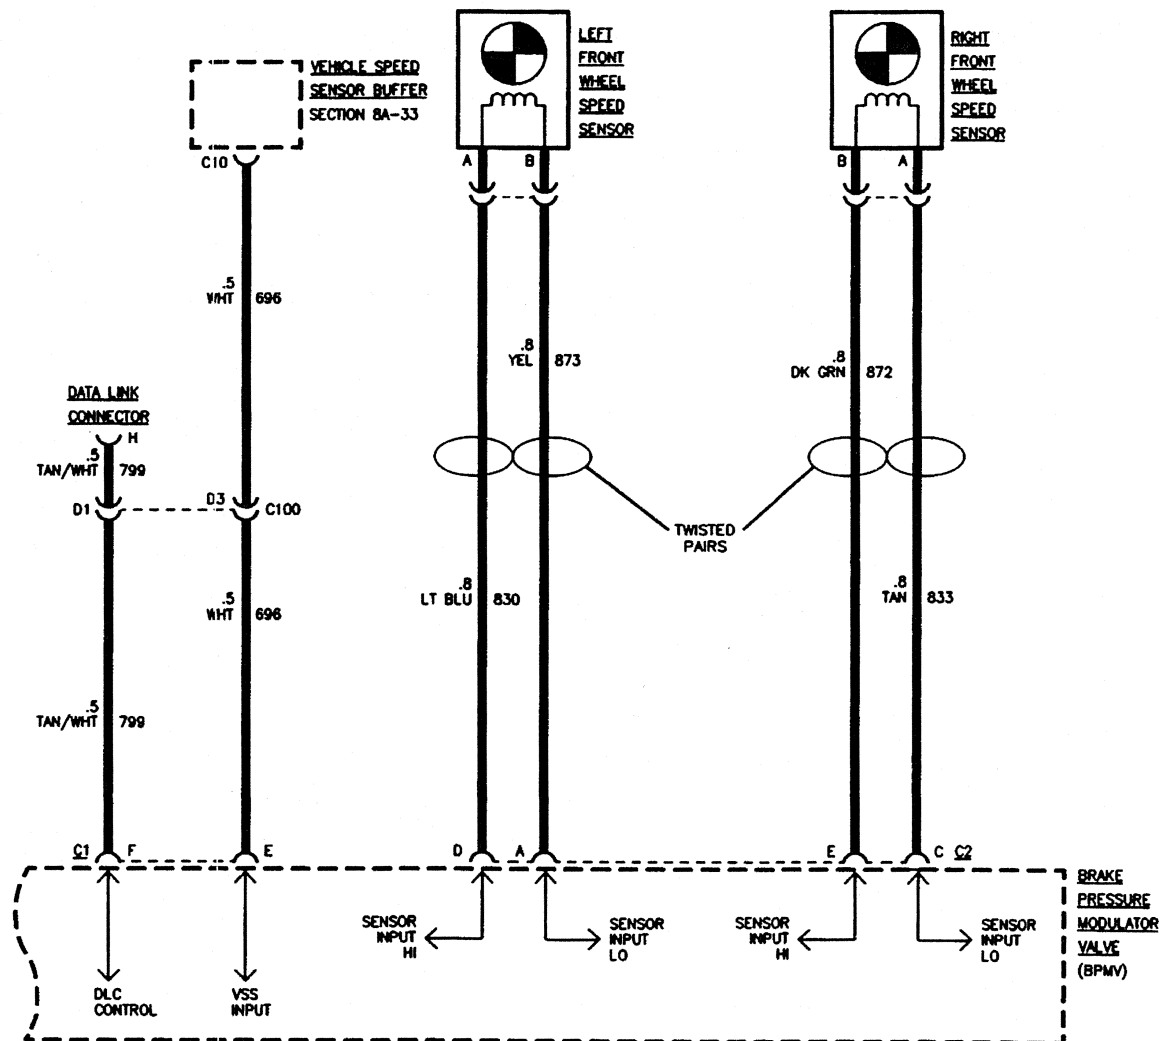 VEHICLE SPEED
SENSOR BUFFER
SECTION 8A-33
LEFT
FRONT
WHEEL
SPEED
SENSOR
RIGHT
FRONT
WHEEL
SPEED
SENSOR
C10
A
B
B
A
.5
WHT
696
.8
YEL
873
.8
DK GRN
872
DATA LINK
CONNECTOR
H
.5
TAN/WHT
799
D1
D3
C100
TWISTED
PAIRS
.8
LT BLU
830
.8
TAN
833
.5
WHT
696
.5
TAN/WHT
799
C1
F
E
D
A
E
C
C2
BRAKE
PRESSURE
MODULATOR
VALVE
(BPMV)
SENSOR
INPUT
HI
SENSOR
INPUT
LO
SENSOR
INPUT
HI
SENSOR
INPUT
LO
DLC
CONTROL
VSS
INPUT